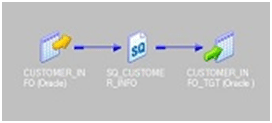 SQ
CUSTOMER_IN
FO (Oracle)
SQ_CUSTOME
R_INFO
CUSTOMER_IN
FO_TGT (Oracle )